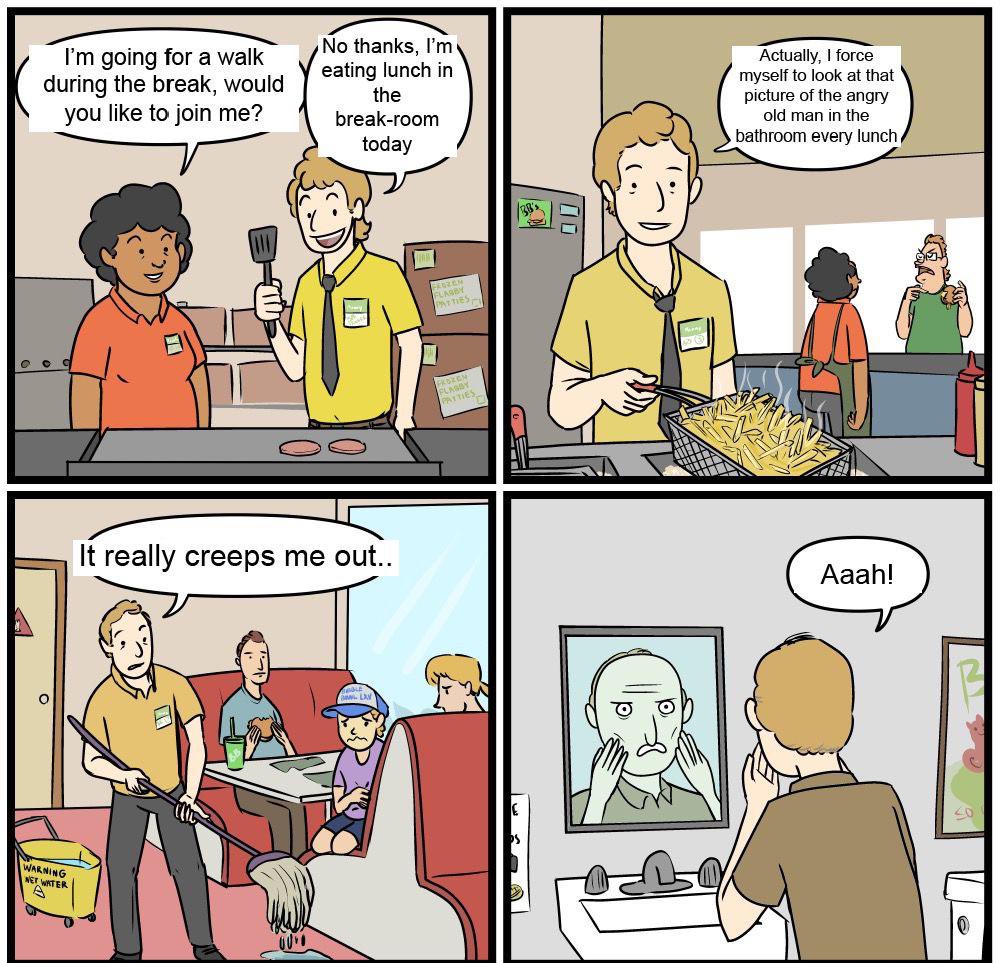 I'm going for a walk
during the break, would
you like to join me?
No thanks, I'm
eating lunch in
the
break-room
today
FROZEN
FLABBY
PATTIES
FROZEN
FLABBY
PATTIES
Actually, I force
myself to look at that
picture of the angry
old man in the
bathroom every lunch
BB's
It really creeps me out..
WARNING
WET WATER
Aaah!